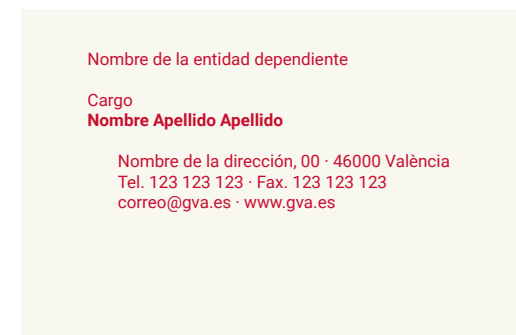 Nombre de la entidad dependiente
Cargo
Nombre Apellido Apellido
Nombre de la dirección, 00 · 46000 València
Tel. 123 123 123 · Fax. 123 123 123
correo@gva.es · www.gva.es